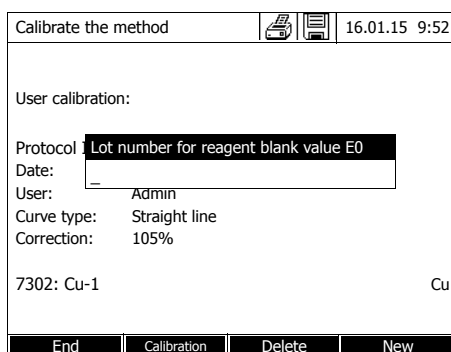 Calibrate the method 16.01.15 9:52
User calibration:
Protocol
Lot number for reagent blank value E0
Date:
_
User: Admin
Curve type: Straight line
Correction: 105%
7302: Cu-1 Cu
End Calibration Delete New